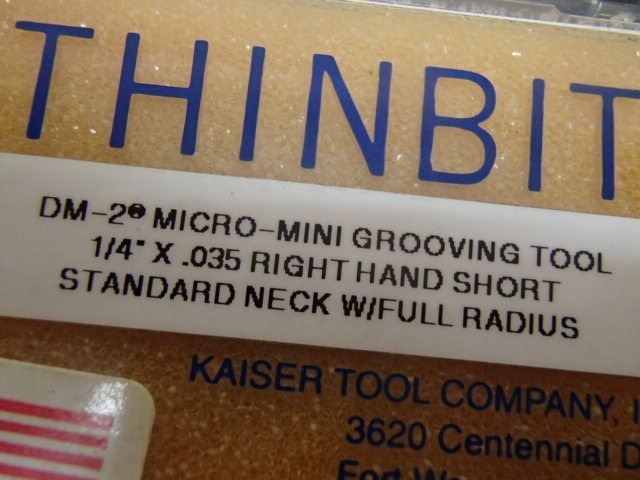 THINBIT
DM-2® MICRO-MINI GROOVING TOOL
1/4" X .035 RIGHT HAND SHORT
STANDARD NECK W/FULL RADIUS
KAISER TOOL COMPANY,
3620 Centennial
Fort